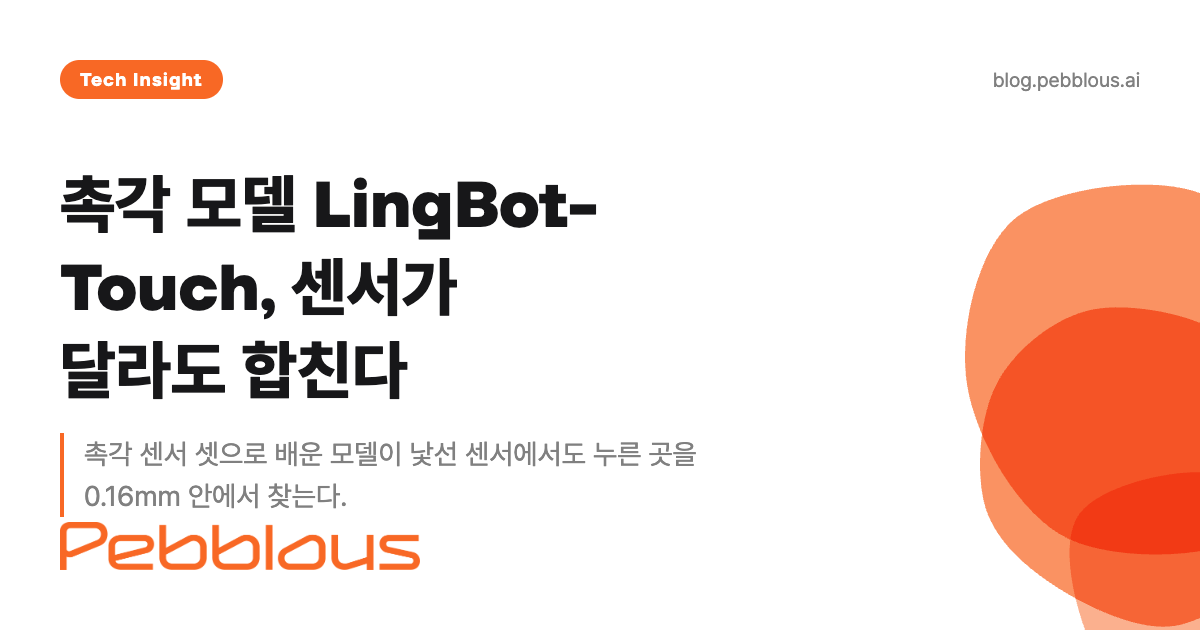 Tech Insight
blog.pebblous.ai
촉각 모델 LingBot-
Touch, 센서가
달라도 합친다
촉각 센서 셋으로 배운 모델이 낯선 센서에서도 누른 곳을
0.16mm 안에서 찾는다.
Pebblous